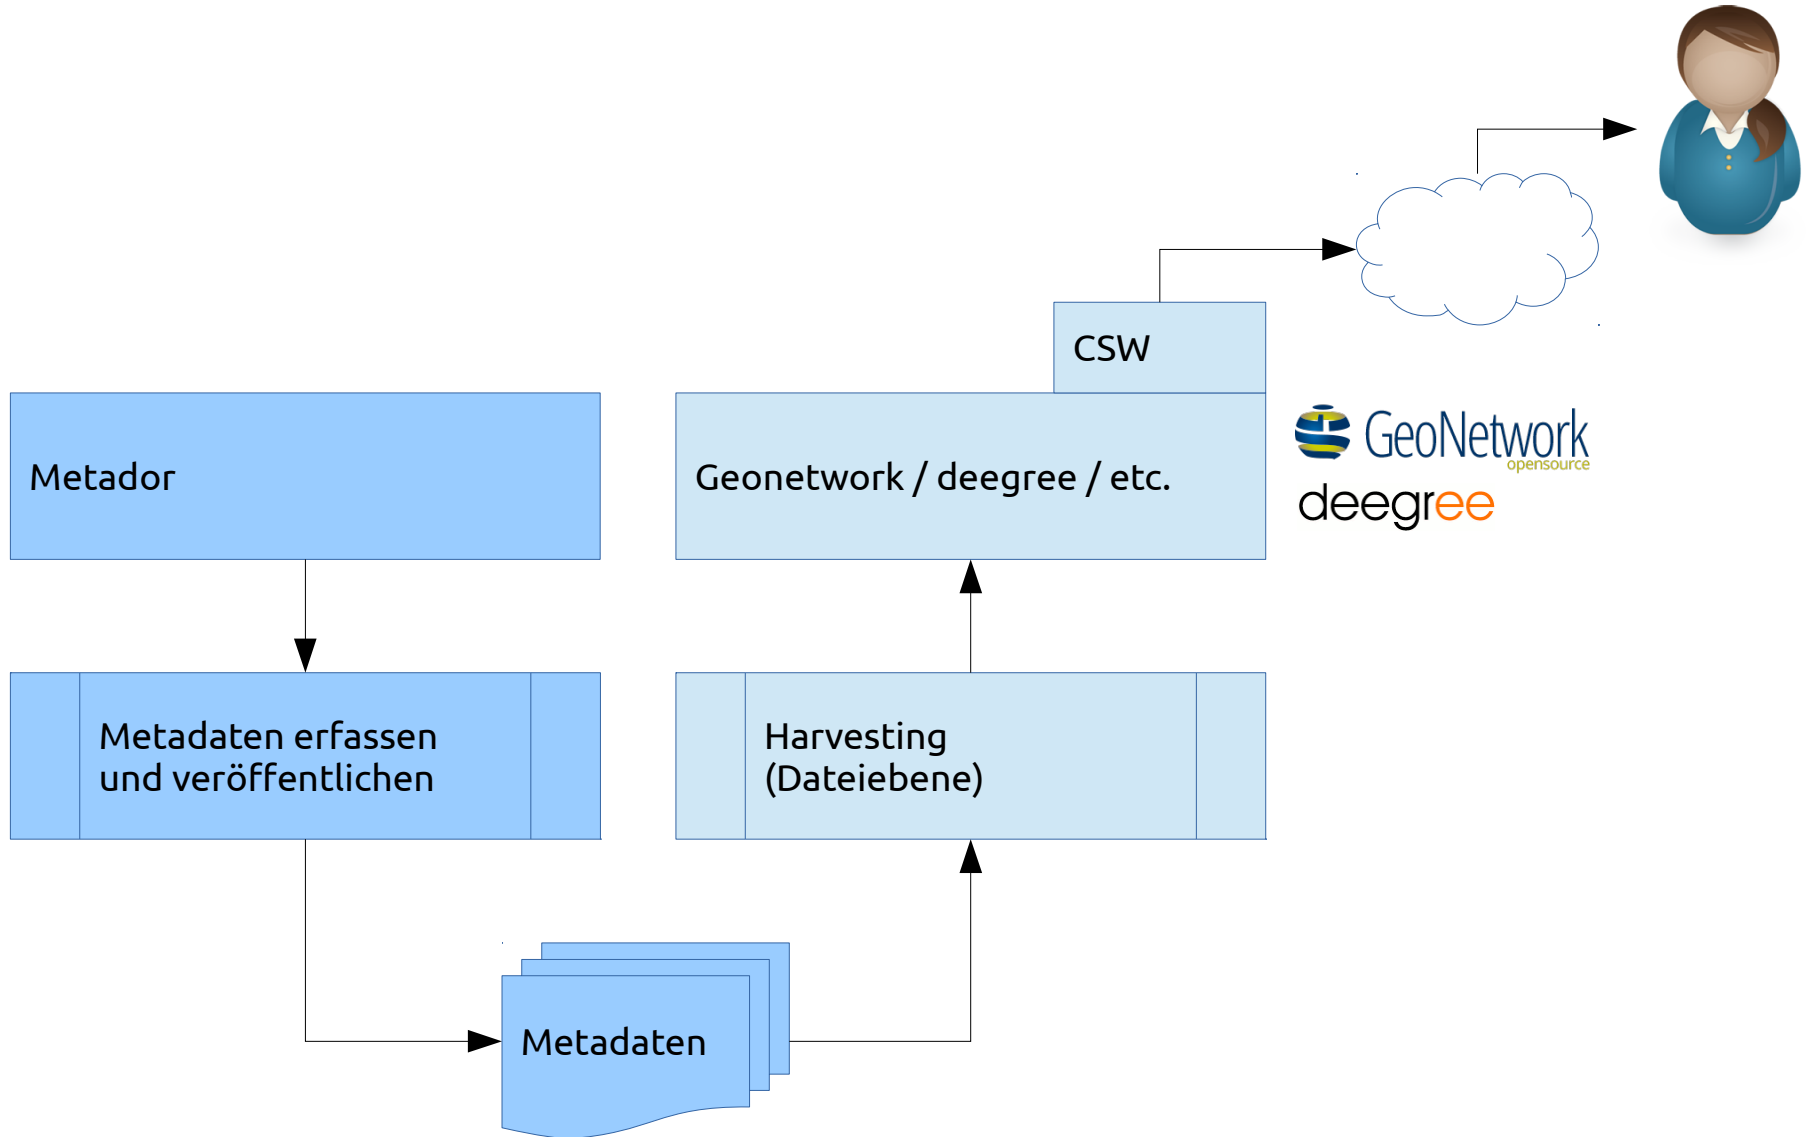 CSW
Metador
Geonetwork / deegree / etc.
GeoNetwork
opensource
deegree
Metadaten erfassen
und veröffentlichen
Harvesting
(Dateiebene)
Metadaten